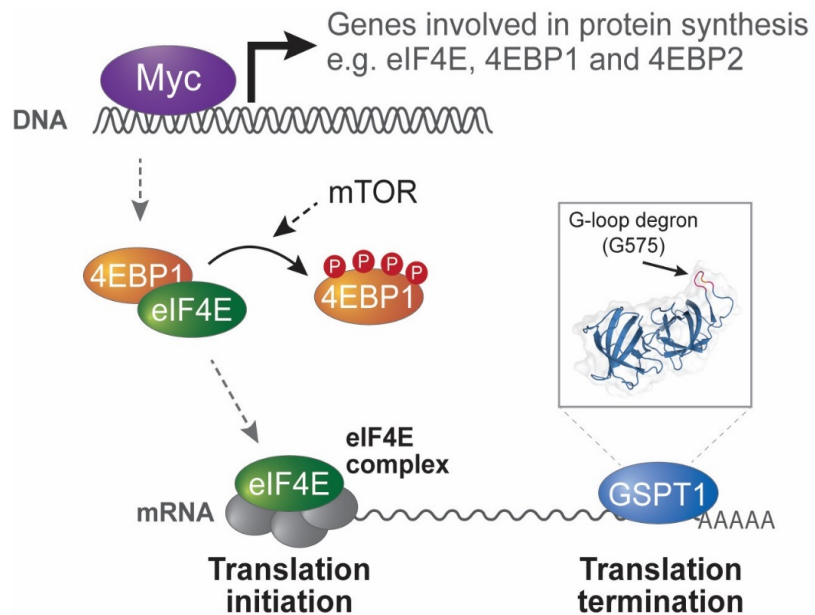 Genes involved in protein synthesis
e.g. eIF4E, 4EBP1 and 4EBP2
Myc
DNA
mTOR
4EBP1
eIF4E
P P P P
4EBP1
G-loop degron
(G575)
eIF4E
complex
eIF4E
mRNA
GSPT1
AAAAA
Translation
initiation
Translation
termination